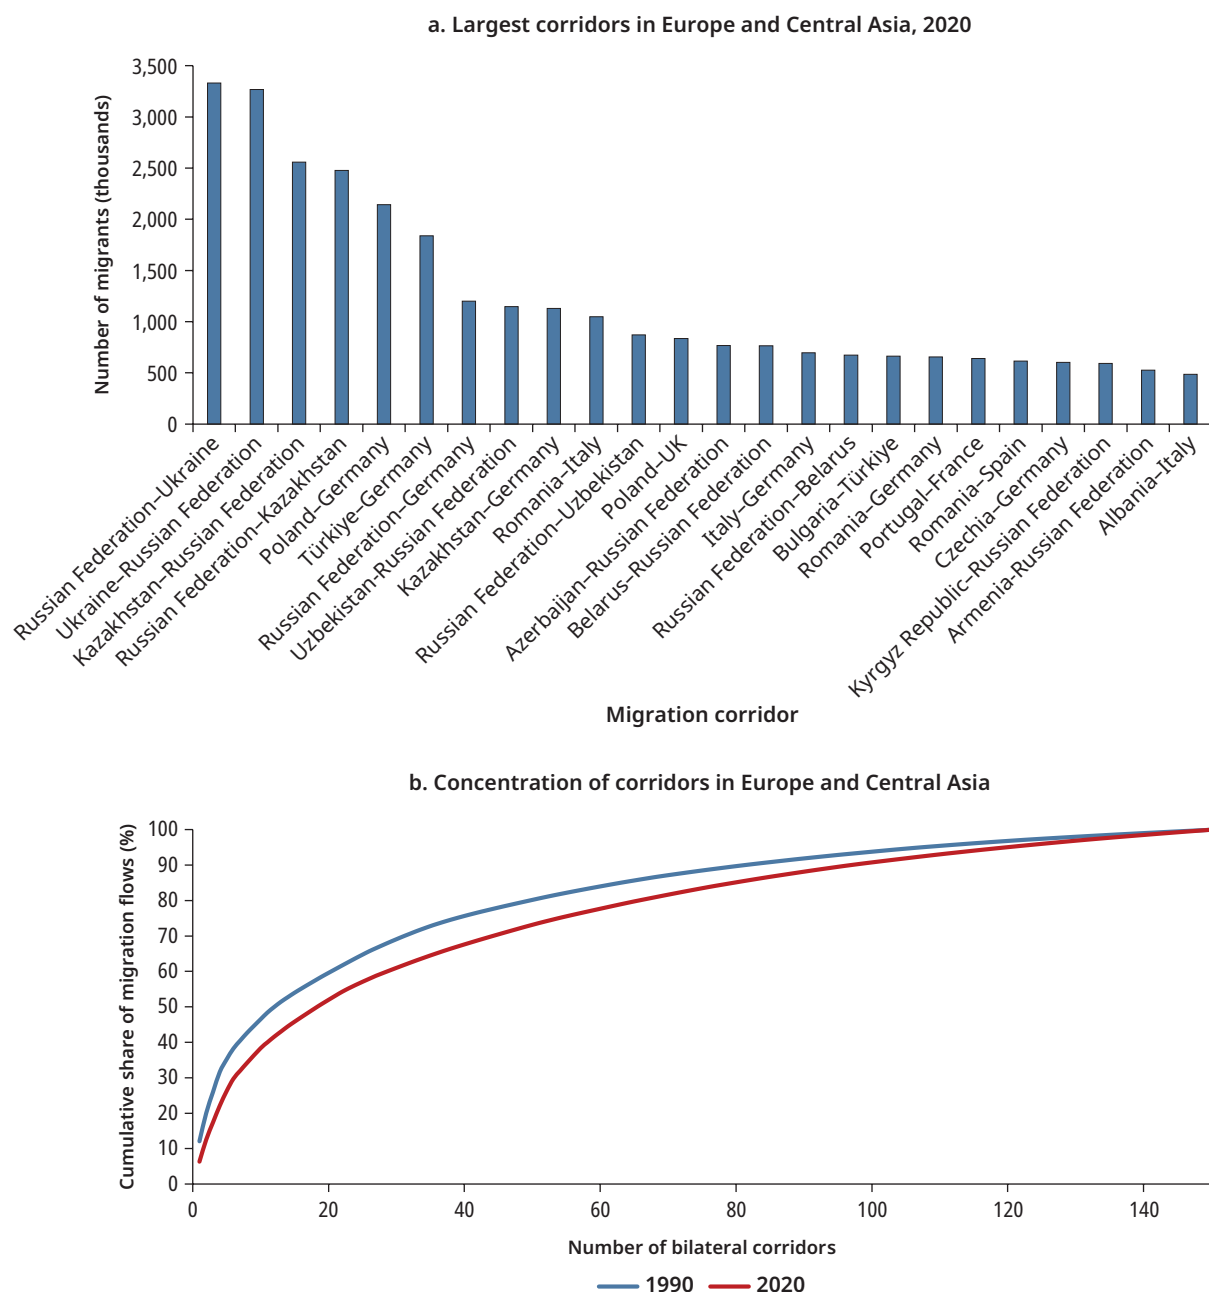 a. Largest corridors in Europe and Central Asia, 2020
Number of migrants (thousands)
3,500
3,000
2,500
2,000
1,500
1,000
500
0
Russian Federation–Ukraine
Ukraine–Russian Federation
Kazakhstan–Russian Federation
Russian Federation–Kazakhstan
Poland–Germany
Türkiye–Germany
Russian Federation–Germany
Uzbekistan-Russian Federation
Kazakhstan–Germany
Romania–Italy
Russian Federation–Uzbekistan
Poland–UK
Azerbaijan–Russian Federation
Belarus–Russian Federation
Italy–Germany
Russian Federation–Belarus
Bulgaria–Türkiye
Romania–Germany
Portugal–France
Romania–Spain
Czechia–Germany
Kyrgyz Republic–Russian Federation
Armenia-Russian Federation
Albania–Italy
Migration corridor
b. Concentration of corridors in Europe and Central Asia
Cumulative share of migration flows (%)
100
90
80
70
60
50
40
30
20
10
0
0 20 40 60 80 100 120 140
Number of bilateral corridors
1990 2020